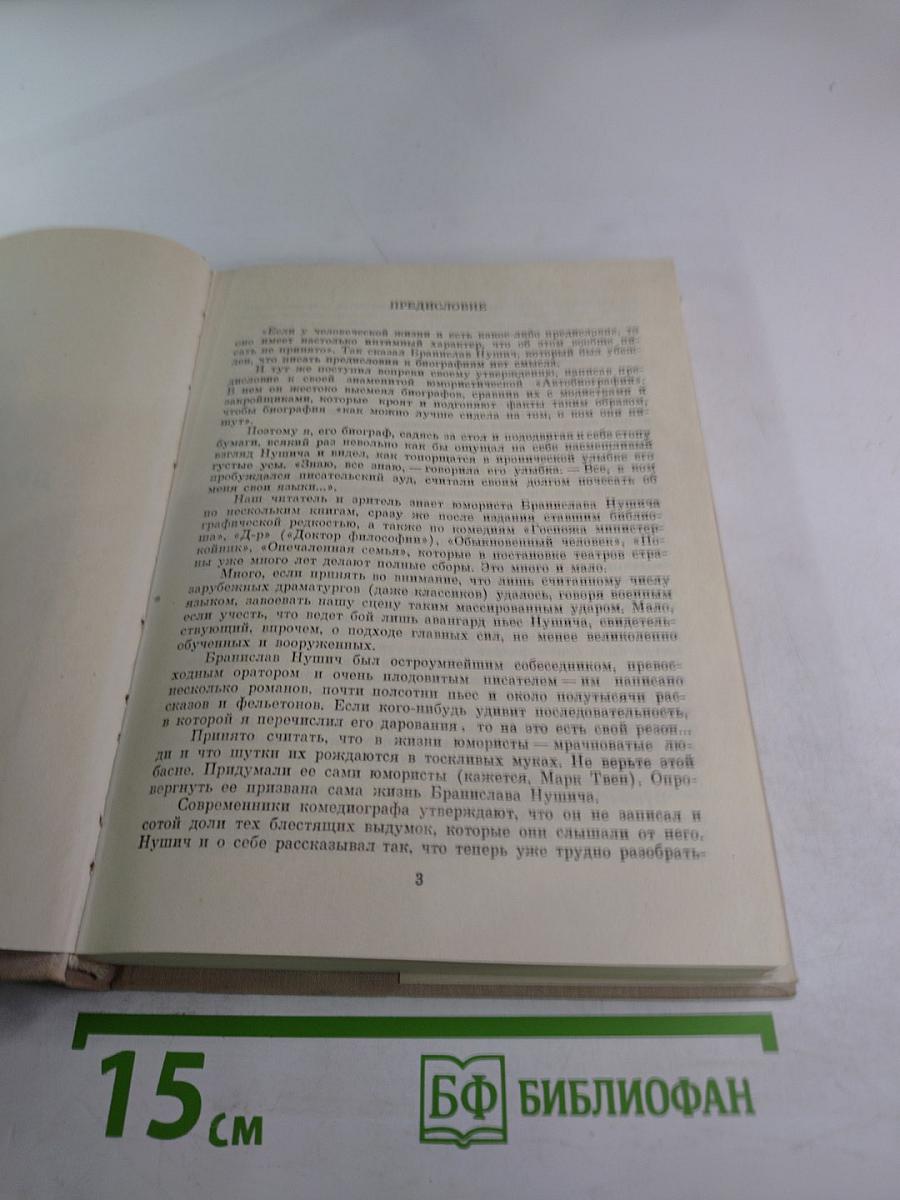 ПРЕДИСЛОВИЕ
«Если у человеческой жизни и есть какое-либо предисловие, то
оно имеет настолько интимный характер, что об этом вообще пи-
сать не принято». Так сказал Бранислав Нушич, который был убеж-
ден, что писать предисловия к биографиям нет смысла.
И тут же поступил вопреки своему утверждению, написав пре-
дисловие к своей знаменитой юмористической «Автобиографии».
В нем он жестоко высмеял биографов, сравнив их с модистками и
закройщиками, которые кроят и подгоняют факты таким образом,
чтобы биография «как можно лучше сидела на том, о ком они пи-
шут».
Поэтому я, его биограф, садясь за стол и пододвигая к себе стопу
бумаги, всякий раз невольно как бы ощущал на себе насмешливый
взгляд Нушича и видел, как топорщатся в иронической улыбке его
густые усы. «Знаю, все знаю, — говорила его улыбка. — Все, в ком
пробуждался писательский зуд, считали своим долгом почесать об
меня свои языки...».
Наш читатель и зритель знает юмориста Бранислава Нушича
по нескольким книгам, сразу же после издания ставшим библио-
графической редкостью, а также по комедиям «Госпожа министер-
ша», «Д-р» («Доктор философии»), «Обыкновенный человек», «По-
койник», «Опечаленная семья», которые в постановке театров стра-
ны уже много лет делают полные сборы. Это много и мало.
Много, если принять во внимание, что лишь считанному числу
зарубежных драматургов (даже классиков) удалось, говоря военным
языком, завоевать нашу сцену таким массированным ударом. Мало,
если учесть, что ведет бой лишь авангард пьес Нушича, свидетель-
ствующий, впрочем, о подходе главных сил, не менее великолепно
обученных и вооруженных.
Бранислав Нушич был остроумнейшим собеседником, превос-
ходным оратором и очень плодовитым писателем — им написано
несколько романов, почти полсотни пьес и около полутысячи рас-
сказов и фельетонов. Если кого-нибудь удивит последовательность,
в которой я перечислил его дарования, то на это есть свой резон...
Принято считать, что в жизни юмористы — мрачноватые лю-
ди и что шутки их рождаются в тоскливых муках. Не верьте этой
басне. Придумали ее сами юмористы (кажется, Марк Твен). Опро-
вергнуть ее призвана сама жизнь Бранислава Нушича.
Современники комедиографа утверждают, что он не записал и
сотой доли тех блестящих выдумок, которые они слышали от него.
Нушич и о себе рассказывал так, что теперь уже трудно разобрать-
3
15 см
БФ БИБЛИОФАН